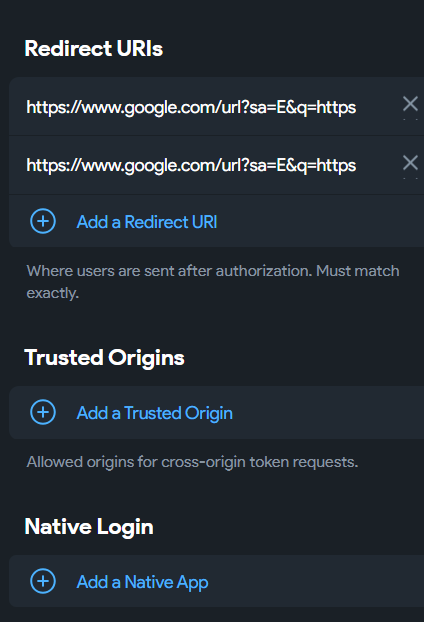 Redirect URIs
https://www.google.com/url?sa=E&q=https
https://www.google.com/url?sa=E&q=https
Add a Redirect URI
Where users are sent after authorization. Must match
exactly.
Trusted Origins
Add a Trusted Origin
Allowed origins for cross-origin token requests.
Native Login
Add a Native App